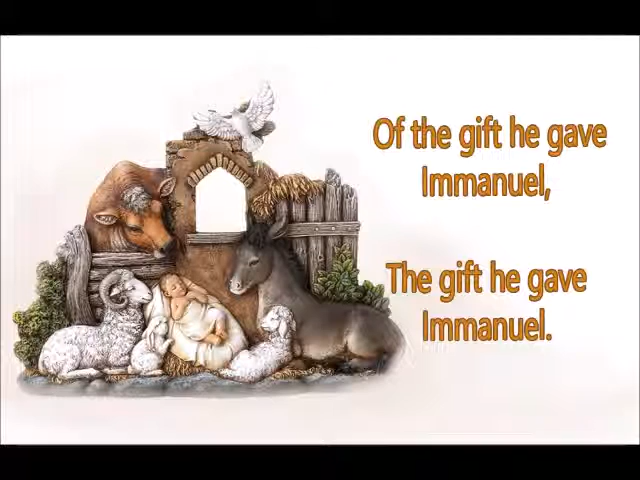 Of the gift he gave
Immanuel,
The gift he gave
Immanuel.